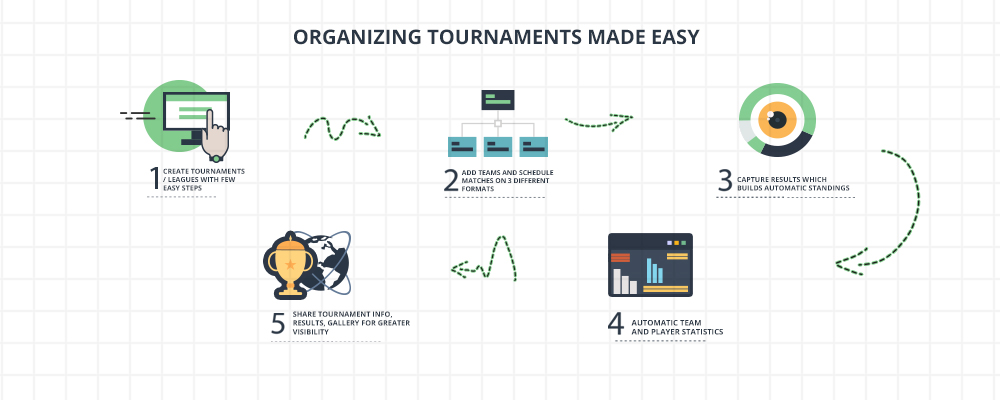 ORGANIZING TOURNAMENTS MADE EASY
1 CREATE TOURNAMENTS
/ LEAGUES WITH FEW
EASY STEPS
2 ADD TEAMS AND SCHEDULE
MATCHES ON 3 DIFFERENT
FORMATS
3 CAPTURE RESULTS WHICH
BUILDS AUTOMATIC STANDINGS
4 AUTOMATIC TEAM
AND PLAYER STATISTICS
5 SHARE TOURNAMENT INFO,
RESULTS, GALLERY FOR GREATER
VISIBILITY